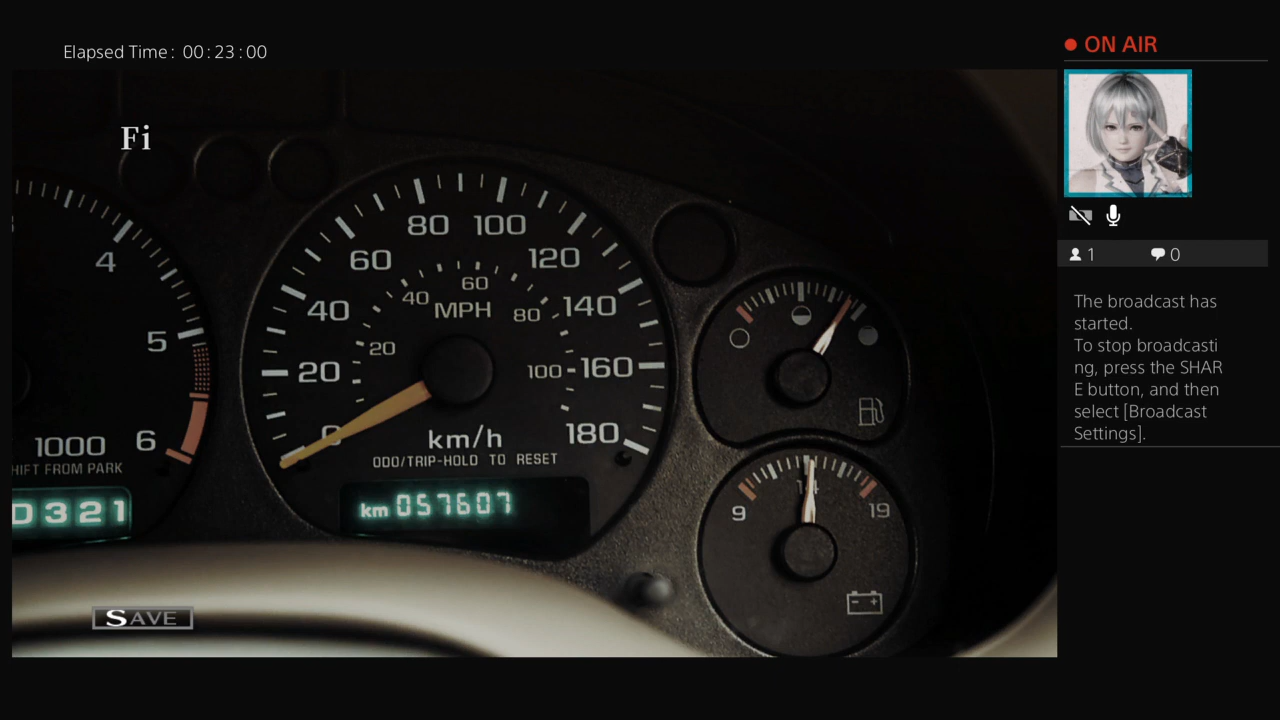 Elapsed Time: 00:23:00
ON AIR
Fi
1
0
The broadcast has
started.
To stop broadcasti
ng, press the SHAR
E button, and then
select [Broadcast
Settings].
4
5
6
1000
SHIFT FROM PARK
D321
0
20
40
60
80
100
120
140
160
180
20
40
60
80
100
MPH
km/h
ODO/TRIP-HOLD TO RESET
km 057607
9
14
19
SAVE